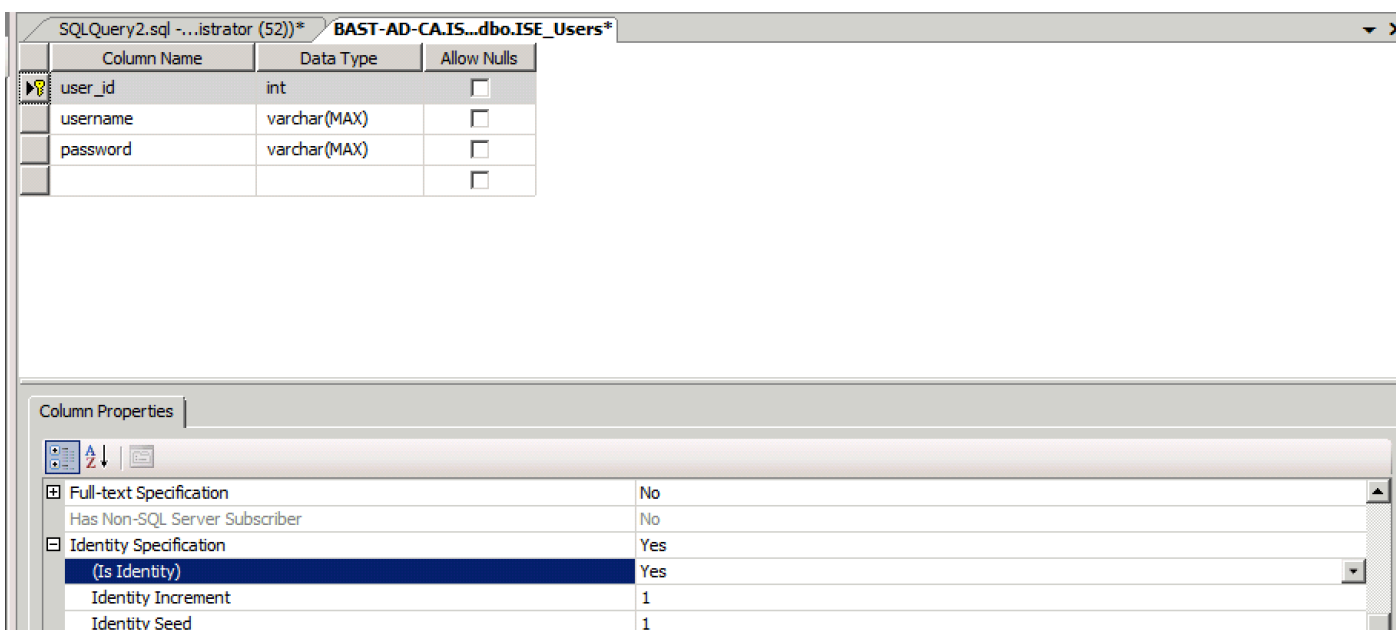 SQLQuery2.sql -...istrator (52))* BAST-AD-CA.IS...dbo.ISE_Users*
Column Name Data Type Allow Nulls
user_id int
username varchar(MAX)
password varchar(MAX)
Column Properties
Full-text Specification No
Has Non-SQL Server Subscriber No
Identity Specification Yes
(Is Identity) Yes
Identity Increment 1
Identity Seed 1